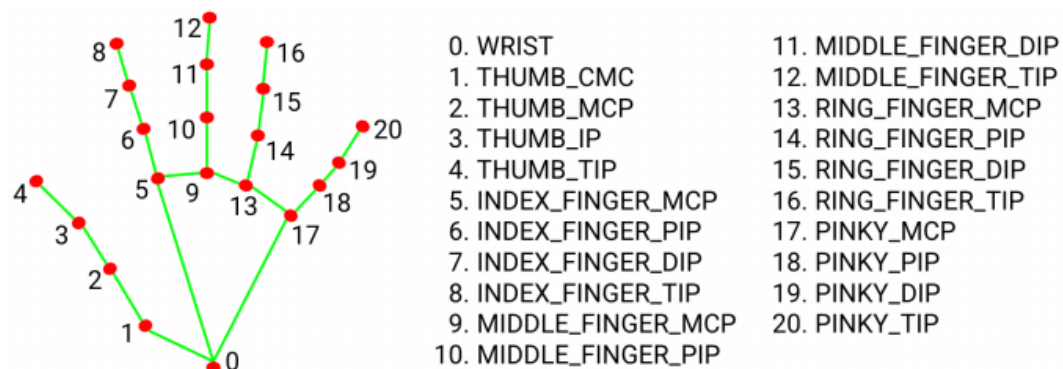 12
8
16
11
7
15
6
10
14
20
19
4
5
9
13
18
3
17
2
1
0
0. WRIST
1. THUMB_CMC
2. THUMB_MCP
3. THUMB_IP
4. THUMB_TIP
5. INDEX_FINGER_MCP
6. INDEX_FINGER_PIP
7. INDEX_FINGER_DIP
8. INDEX_FINGER_TIP
9. MIDDLE_FINGER_MCP
10. MIDDLE_FINGER_PIP
11. MIDDLE_FINGER_DIP
12. MIDDLE_FINGER_TIP
13. RING_FINGER_MCP
14. RING_FINGER_PIP
15. RING_FINGER_DIP
16. RING_FINGER_TIP
17. PINKY_MCP
18. PINKY_PIP
19. PINKY_DIP
20. PINKY_TIP